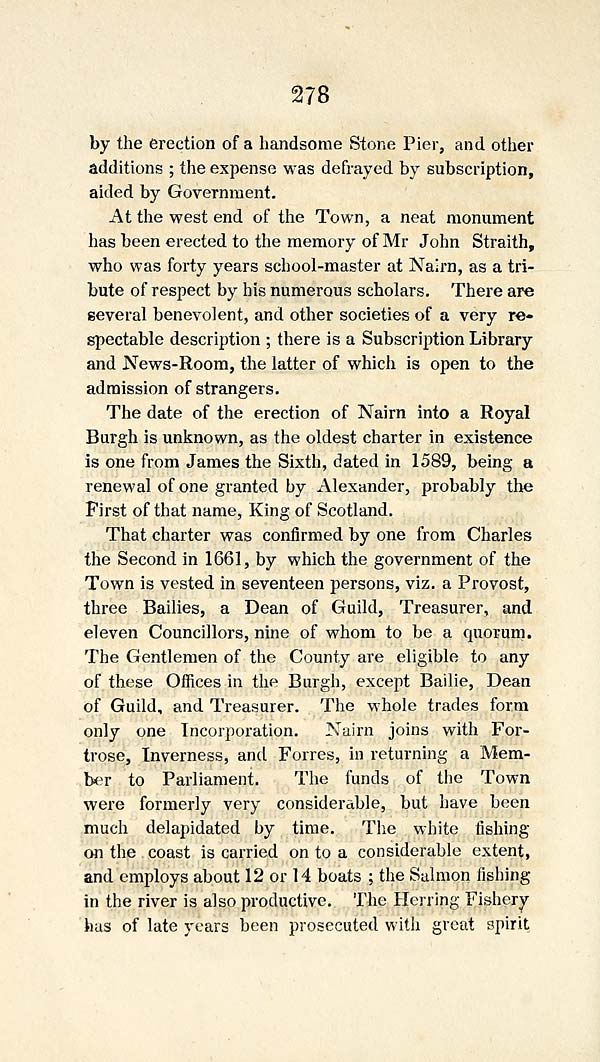 278
by the erection of a handsome Stone Pier, and other
additions ; the expense was defrayed by subscription,
aided by Government.
At the west end of the Town, a neat monument
has been erected to the memory of Mr John Straith,
who was forty years school-master at Nairn, as a tri-
bute of respect by his numerous scholars. There are
several benevolent, and other societies of a very re-
spectable description ; there is a Subscription Library
and News-Room, the latter of which is open to the
admission of strangers.
The date of the erection of Nairn into a Royal
Burgh is unknown, as the oldest charter in existence
is one from James the Sixth, dated in 1589, being a
renewal of one granted by Alexander, probably the
First of that name, King of Scotland.
That charter was confirmed by one from Charles
the Second in 1661, by which the government of the
Town is vested in seventeen persons, viz. a Provost,
three Bailies, a Dean of Guild, Treasurer, and
eleven Councillors, nine of whom to be a quorum.
The Gentlemen of the County are eligible to any
of these Offices in the Burgh, except Bailie, Dean
of Guild, and Treasurer. The whole trades form
only one Incorporation. Nairn joins with For-
trose, Inverness, and Forres, in returning a Mem-
ber to Parliament. The funds of the Town
were formerly very considerable, but have been
much delapidated by time. The white fishing
on the coast is carried on to a considerable extent,
and employs about 12 or 14 boats ; the Salmon fishing
in the river is also productive. The Herring Fishery
has of late years been prosecuted with great spirit